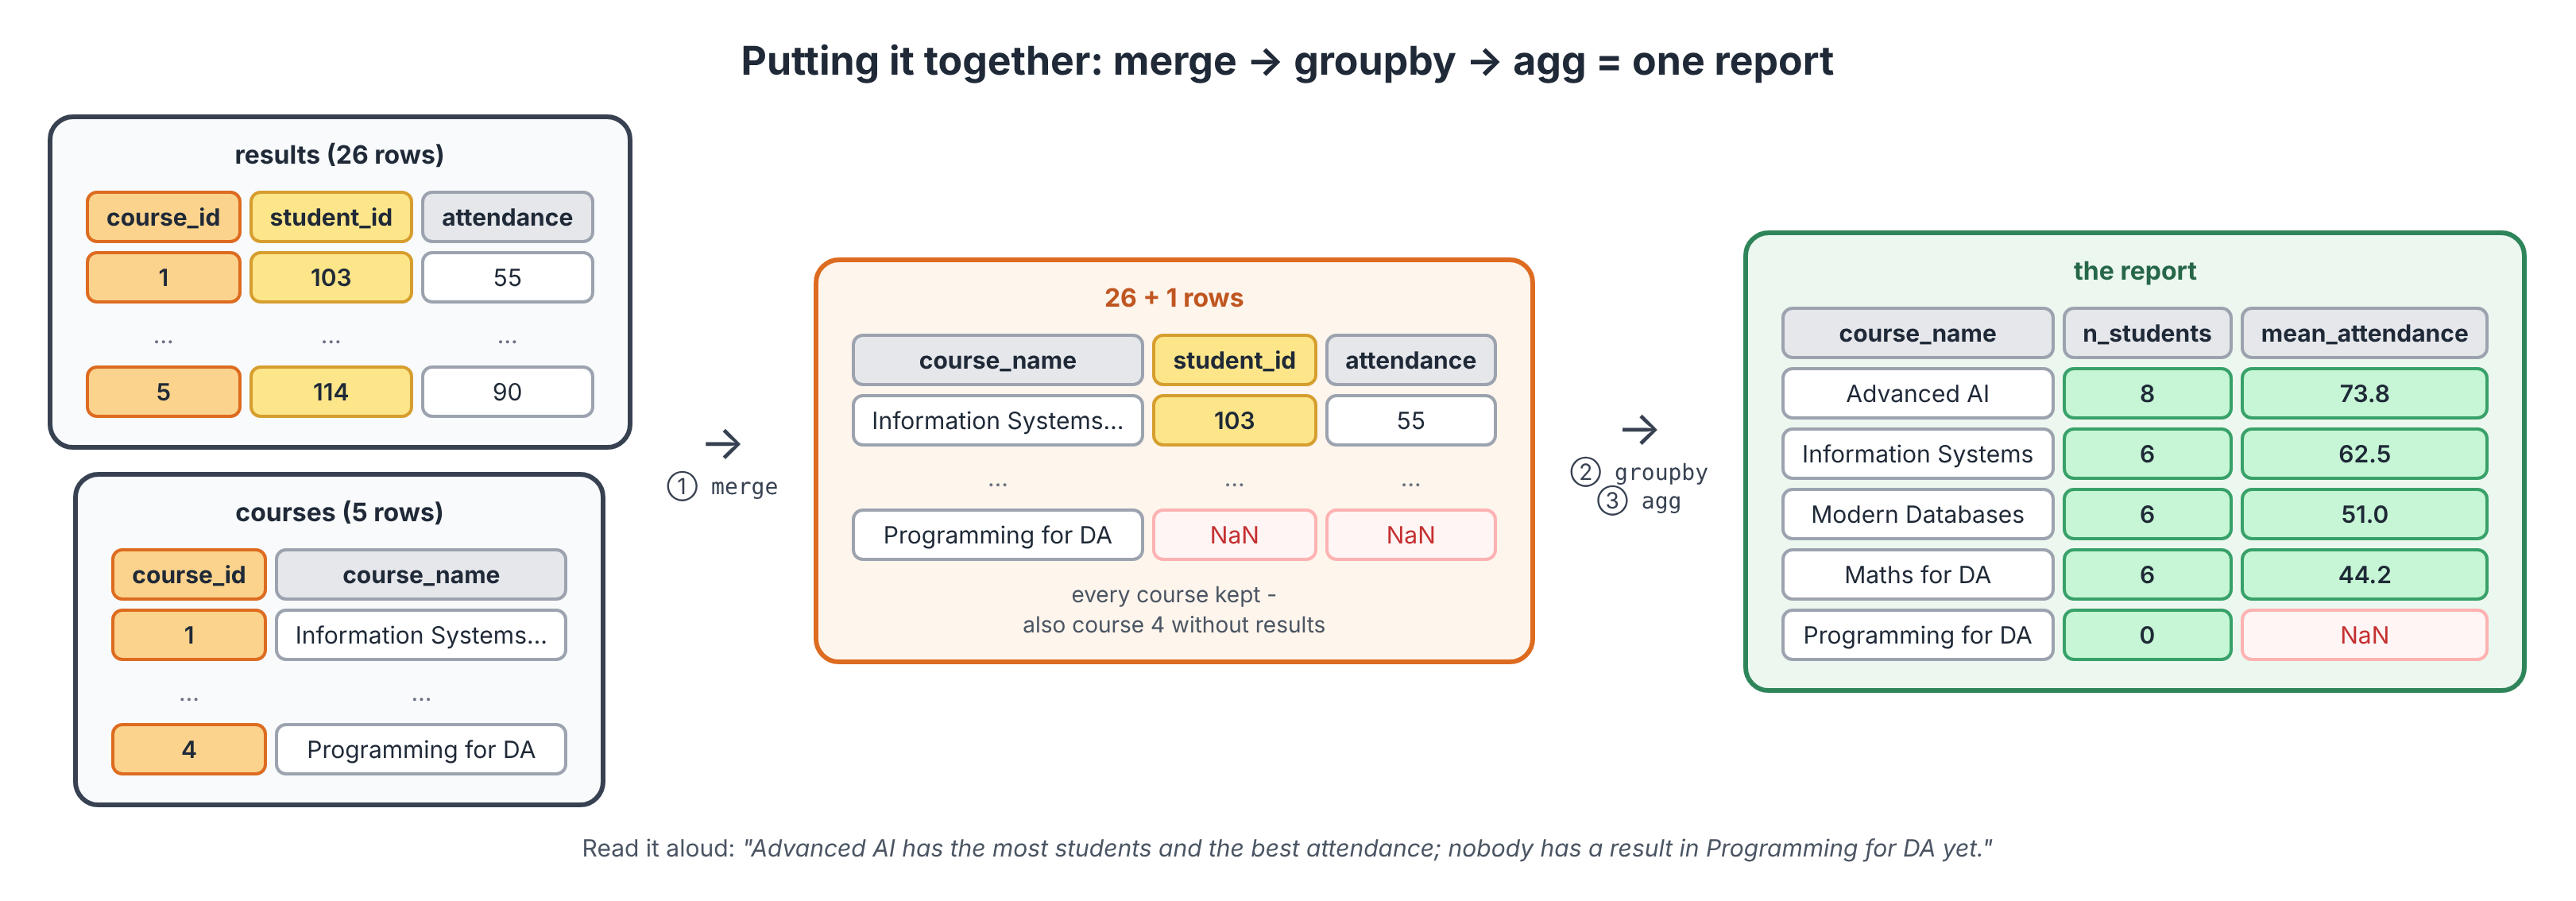 Putting it together: merge → groupby → agg = one report
results (26 rows)
course_id student_id attendance
1 103 55
... ... ...
5 114 90
courses (5 rows)
course_id course_name
1 Information Systems...
... ...
4 Programming for DA
→
① merge
26 + 1 rows
course_name student_id attendance
Information Systems... 103 55
... ... ...
Programming for DA NaN NaN
every course kept -
also course 4 without results
→
② groupby
③ agg
the report
course_name n_students mean_attendance
Advanced AI 8 73.8
Information Systems 6 62.5
Modern Databases 6 51.0
Maths for DA 6 44.2
Programming for DA 0 NaN
Read it aloud: "Advanced AI has the most students and the best attendance; nobody has a result in Programming for DA yet."